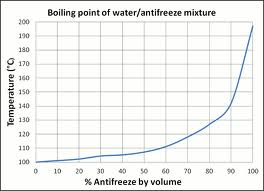 Boiling point of water/antifreeze mixture
Temperature (°C)
200
190
180
170
160
150
140
130
120
110
100
0 10 20 30 40 50 60 70 80 90 100
% Antifreeze by volume